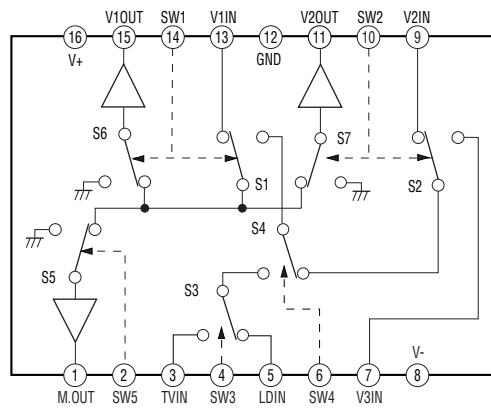 V1OUT SW1 V1IN V2OUT SW2 V2IN
16 15 14 13 12 11 10 9
V+ GND
S6 S7
S1 S2
S4
S5 S3
1 2 3 4 5 6 7 8
V-
M.OUT SW5 TVIN SW3 LDIN SW4 V3IN